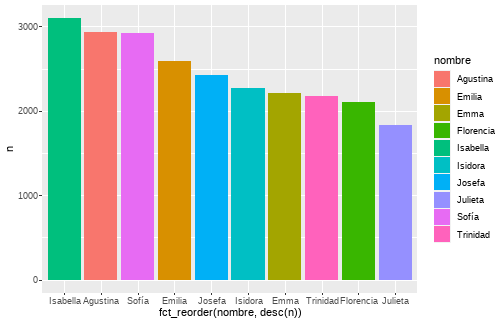 3000
2000
1000
0
n
Isabella Agustina Sofía Emilia Josefa Isidora Emma Trinidad Florencia Julieta
fct_reorder(nombre, desc(n))
nombre
Agustina
Emilia
Emma
Florencia
Isabella
Isidora
Josefa
Julieta
Sofía
Trinidad